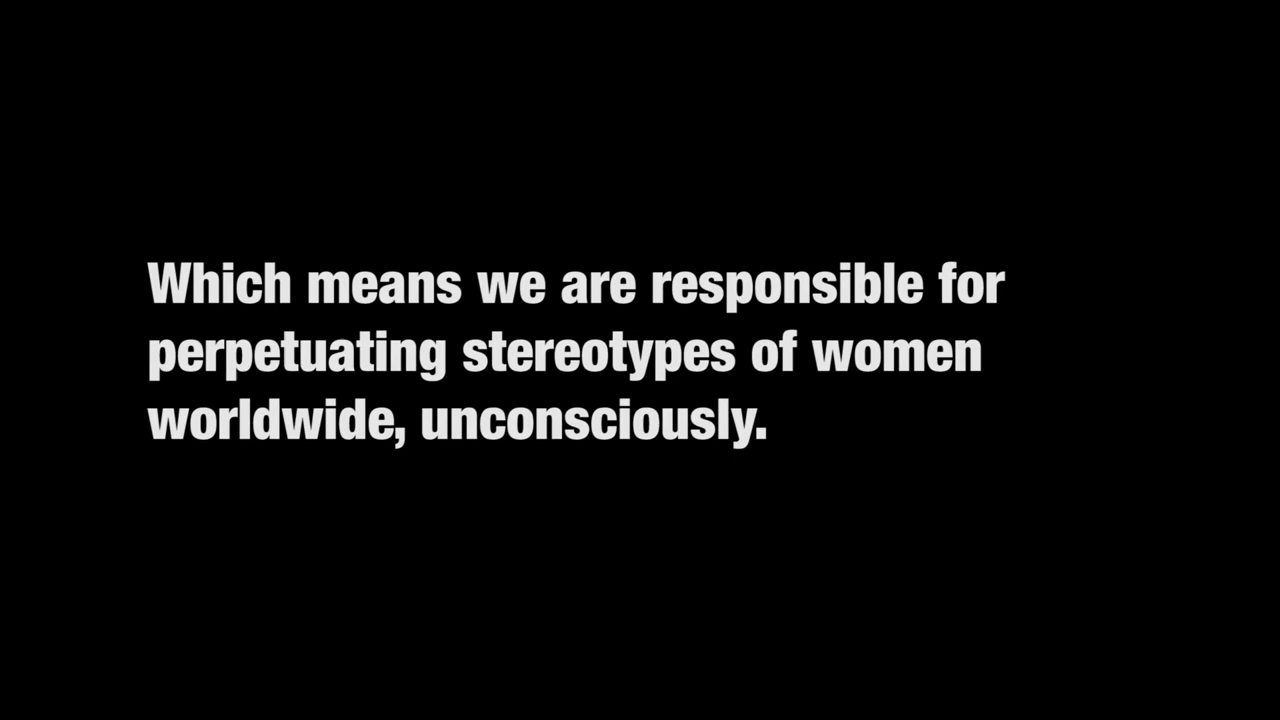 Which means we are responsible for
perpetuating stereotypes of women
worldwide, unconsciously.